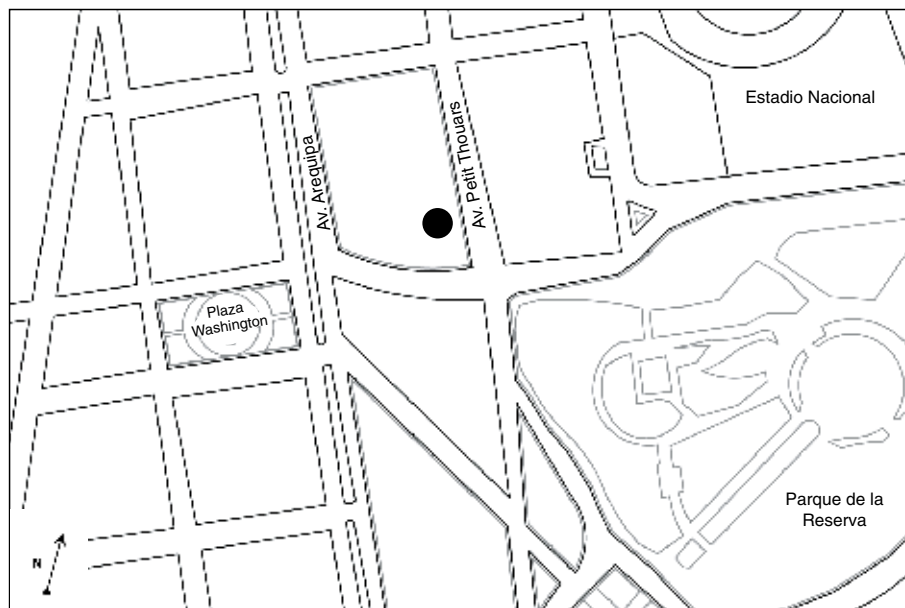 Estadio Nacional
Av. Arequipa
Av. Petit Thouars
Plaza
Washington
Parque de la
Reserva
N